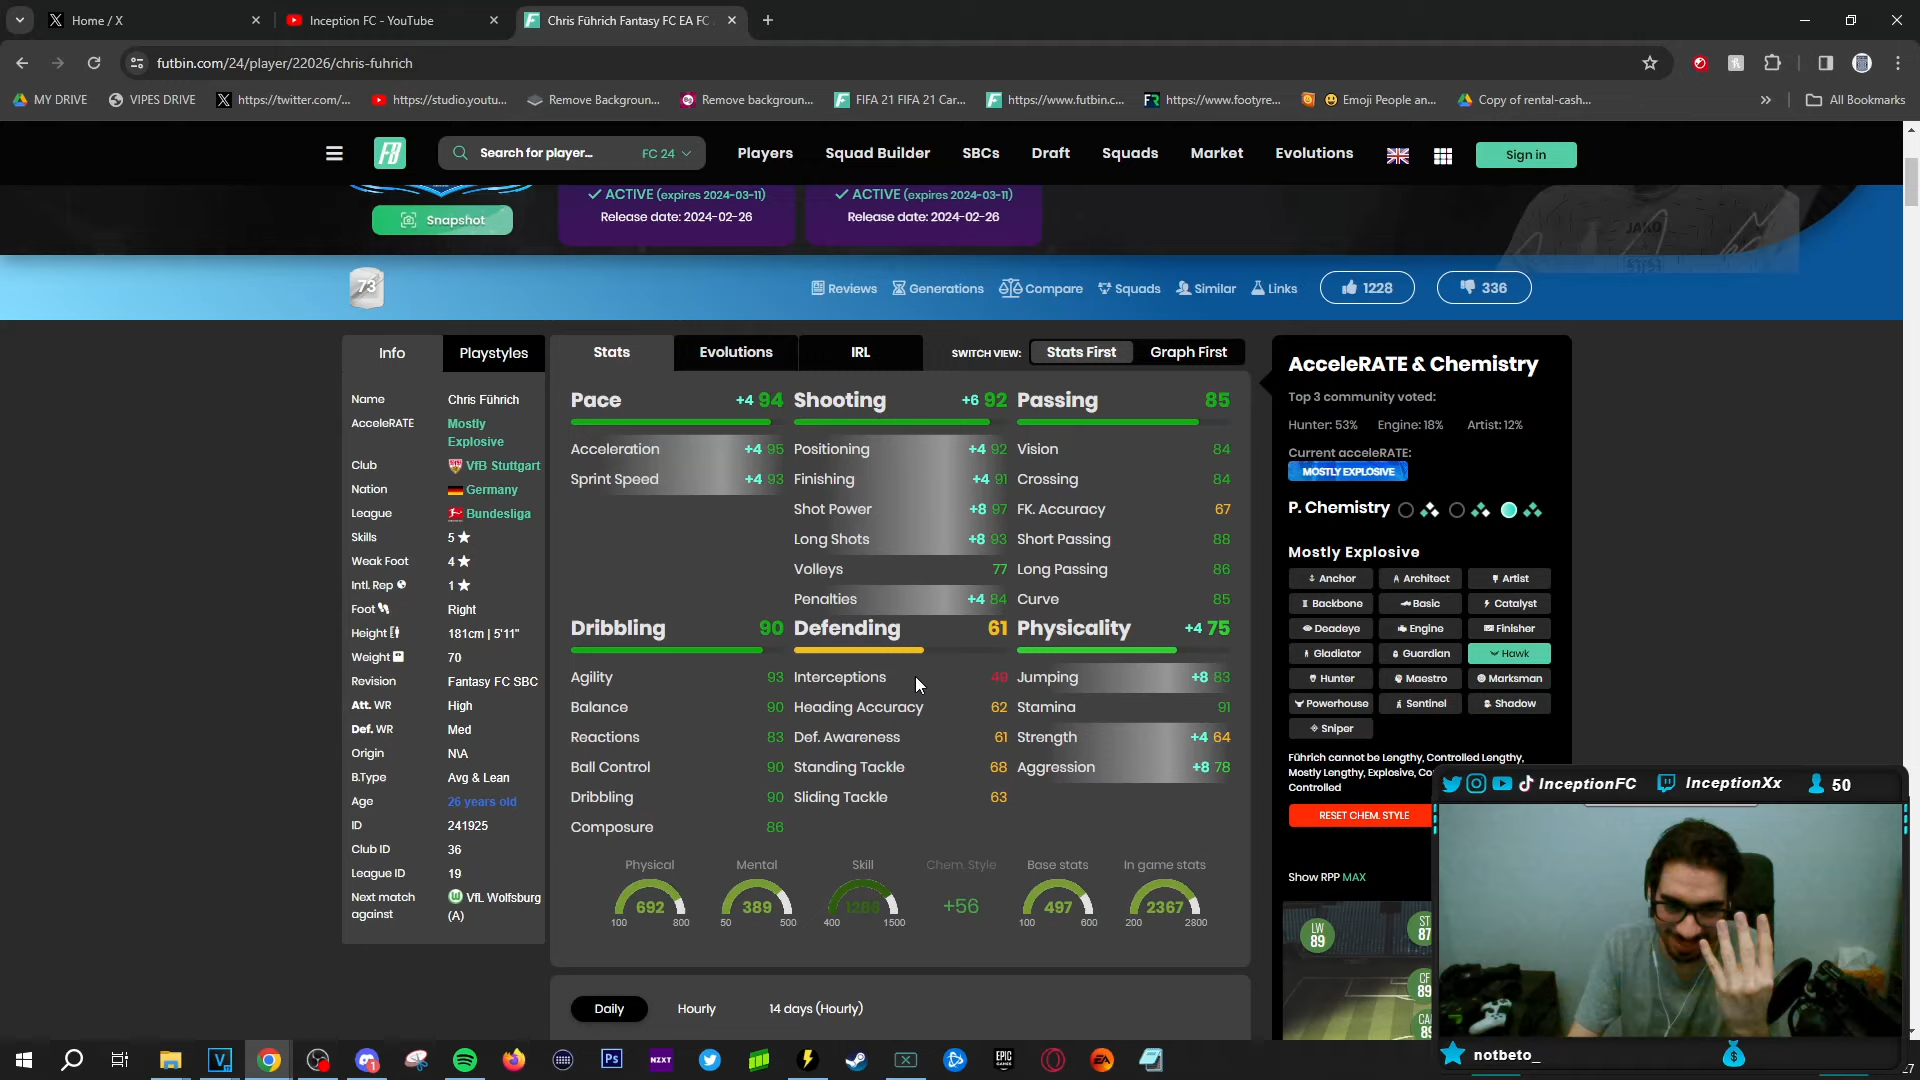 Home / X
Inception FC - YouTube
Chris Führich Fantasy FC EA FC
futbin.com/24/player/22026/chris-fuhrich
MY DRIVE
VIPES DRIVE
https://twitter.com/...
https://studio.youtu...
Remove Backgroun...
Remove backgroun...
FIFA 21 FIFA 21 Car...
https://www.futbin.c...
https://www.footyre...
Emoji People an...
Copy of rental-cash...
All Bookmarks
FB
Search for player...
FC 24
Players
Squad Builder
SBCs
Draft
Squads
Market
Evolutions
Sign in
ACTIVE (expires 2024-03-11)
Release date: 2024-02-26
ACTIVE (expires 2024-03-11)
Release date: 2024-02-26
Snapshot
JAKO
73
Reviews
Generations
Compare
Squads
Similar
Links
1228
336
Info
Playstyles
Name Chris Führich
AcceleRATE Mostly
Explosive
Club VfB Stuttgart
Nation Germany
League Bundesliga
Skills 5
Weak Foot 4
Intl. Rep 1
Foot Right
Height 181cm | 5'11"
Weight 70
Revision Fantasy FC SBC
Att. WR High
Def. WR Med
Origin N\A
B.Type Avg & Lean
Age 26 years old
ID 241925
Club ID 36
League ID 19
Next match VfL Wolfsburg
against (A)
Stats
Evolutions
IRL
SWITCH VIEW:
Stats First
Graph First
Pace +4 94
Acceleration +4 95
Sprint Speed +4 93
Shooting +6 92
Positioning +4 92
Finishing +4 91
Shot Power +8 97
Long Shots +8 93
Volleys 77
Penalties +4 84
Passing 85
Vision 84
Crossing 84
FK. Accuracy 67
Short Passing 88
Long Passing 86
Curve 85
Dribbling 90
Agility 93
Balance 90
Reactions 83
Ball Control 90
Dribbling 90
Composure 86
Defending 61
Interceptions 49
Heading Accuracy 62
Def. Awareness 61
Standing Tackle 68
Sliding Tackle 63
Physicality +4 75
Jumping +8 83
Stamina 91
Strength +4 64
Aggression +8 78
Physical
692
100 800
Mental
389
50 500
Skill
400 1500
Chem. Style
+56
Base stats
497
100 600
In game stats
2367
200 2800
Daily
Hourly
14 days (Hourly)
AcceleRATE & Chemistry
Top 3 community voted:
Hunter: 53% Engine: 18% Artist: 12%
Current acceleRATE:
MOSTLY EXPLOSIVE
P. Chemistry
Mostly Explosive
Anchor Architect Artist
Backbone Basic Catalyst
Deadeye Engine Finisher
Gladiator Guardian Hawk
Hunter Maestro Marksman
Powerhouse Sentinel Shadow
Sniper
Führich cannot be Lengthy, Controlled Lengthy,
Mostly Lengthy, Explosive, Co
Controlled
RESET CHEM. STYLE
Show RPP MAX
LW
89
ST
87
CF
89
CA
89
InceptionFC
InceptionXx
50
notbeto_
Ps
NZXT
EPIC
GAMES
EA